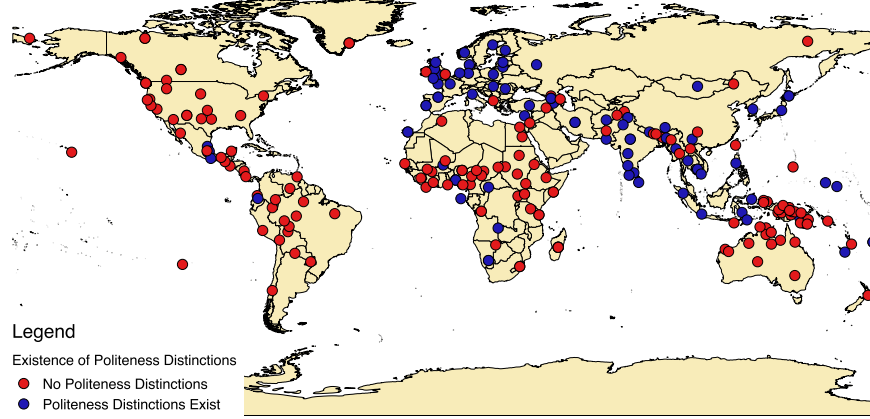 Legend
Existence of Politeness Distinctions
No Politeness Distinctions
Politeness Distinctions Exist